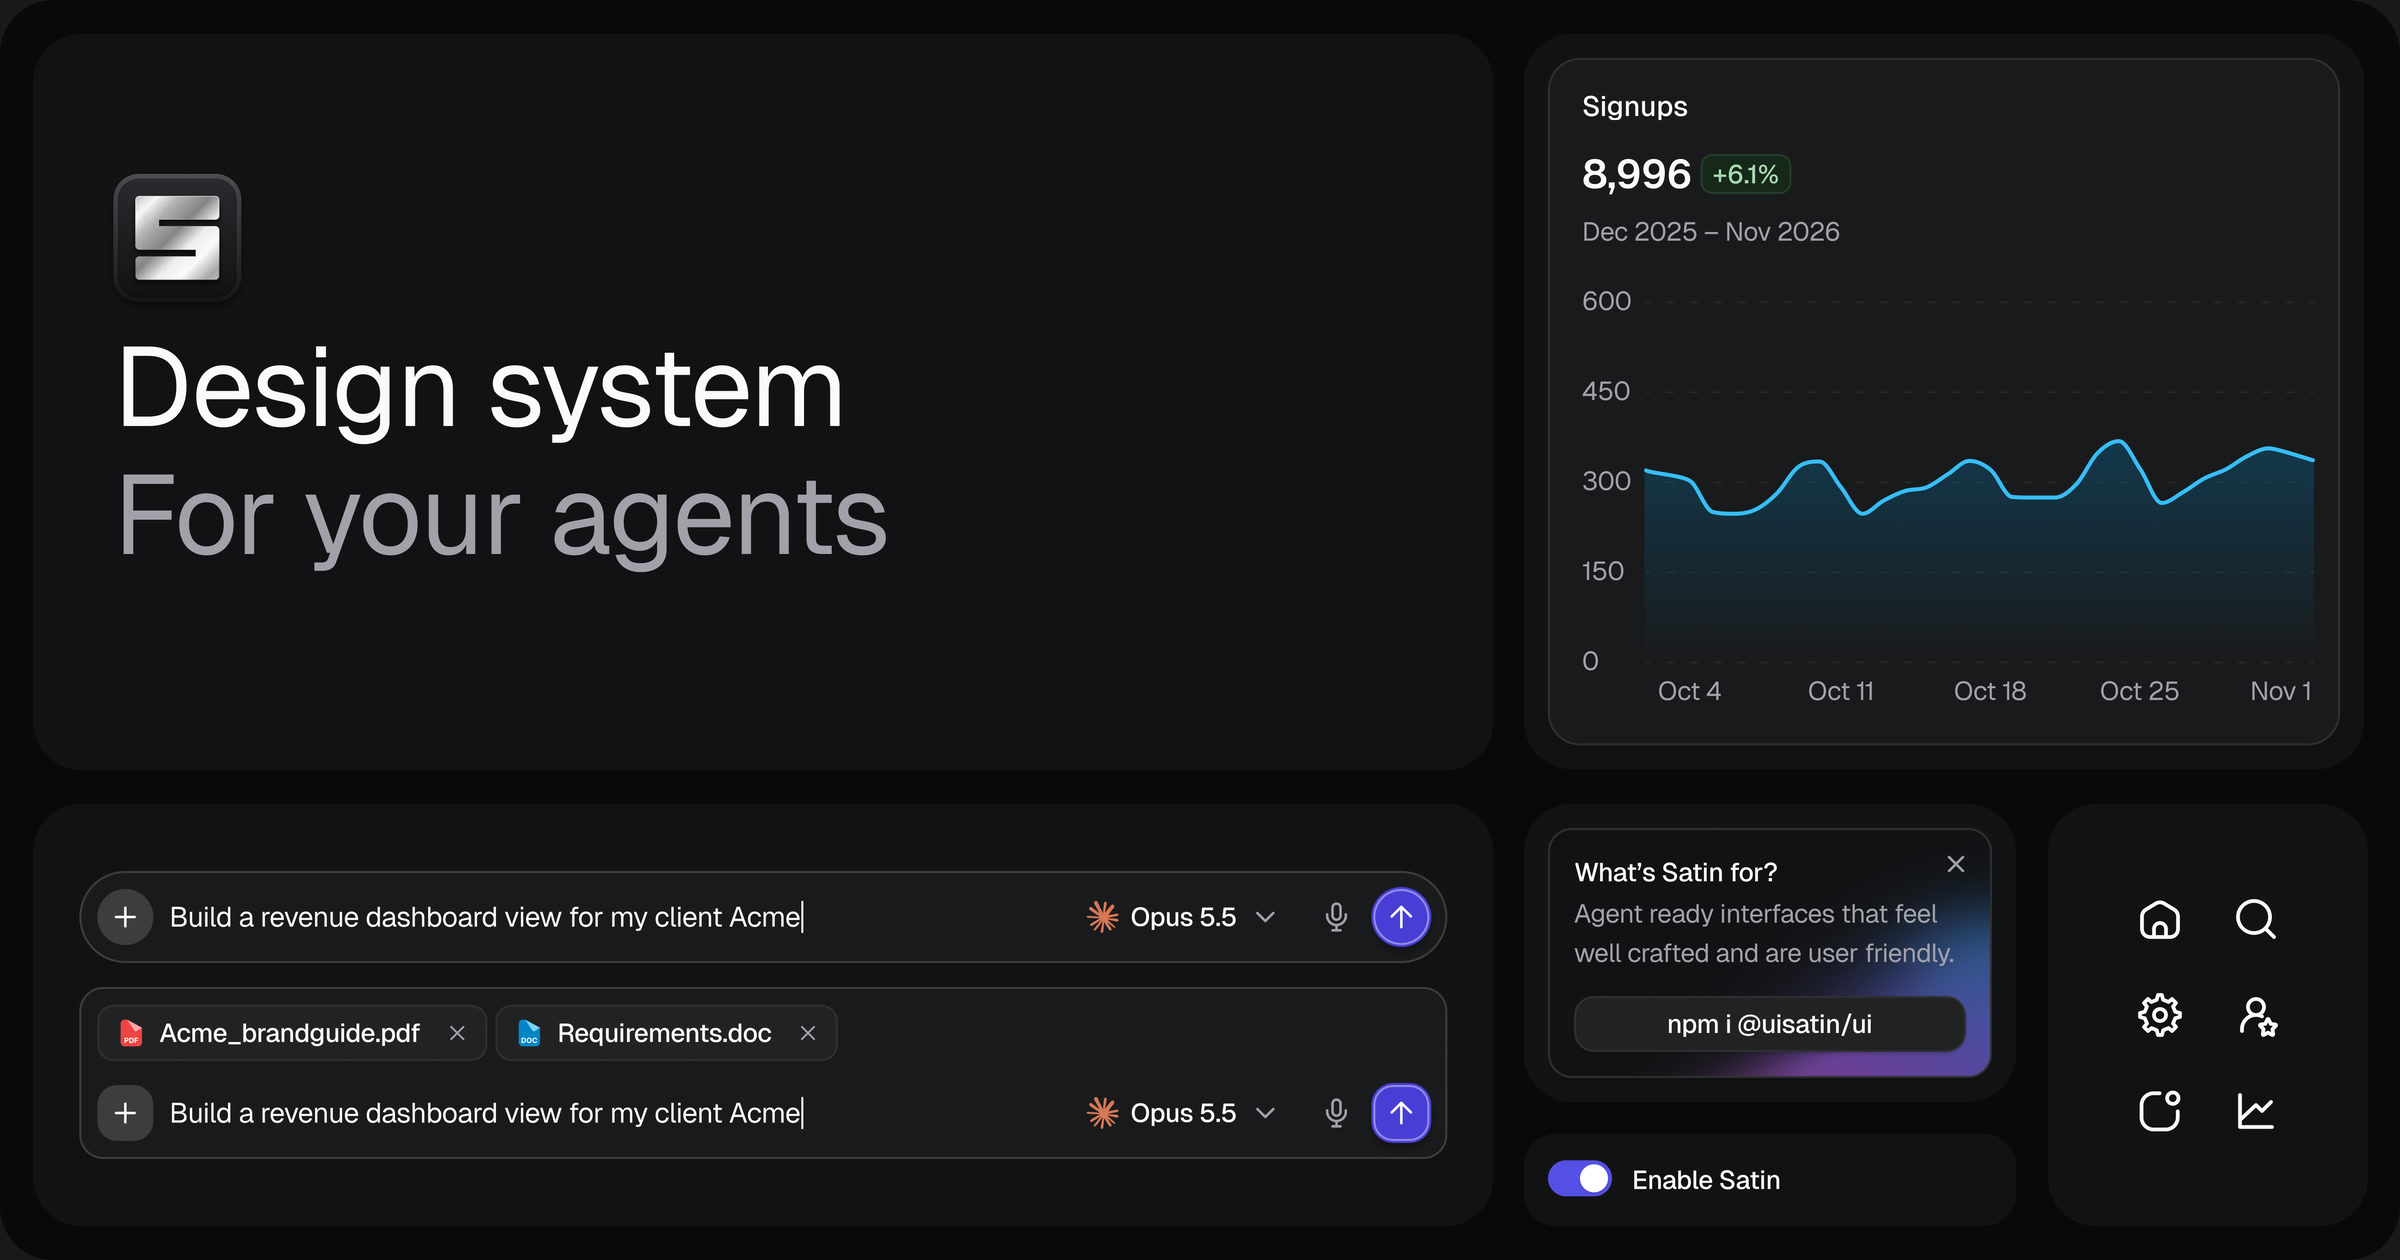 Design system
For your agents
Signups
8,996 +6.1%
Dec 2025 – Nov 2026
600
450
300
150
0
Oct 4 Oct 11 Oct 18 Oct 25 Nov 1
Build a revenue dashboard view for my client Acme Opus 5.5
Acme_brandguide.pdf Requirements.doc
PDF DOC
Build a revenue dashboard view for my client Acme Opus 5.5
What’s Satin for?
Agent ready interfaces that feel
well crafted and are user friendly.
npm i @uisatin/ui
Enable Satin